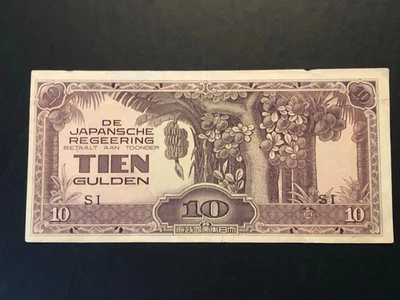 10
10
DE
JAPANSCHE
REGEERING
BETAALT AAN TOONDER
TIEN
GULDEN
SI
SI
10
10
10